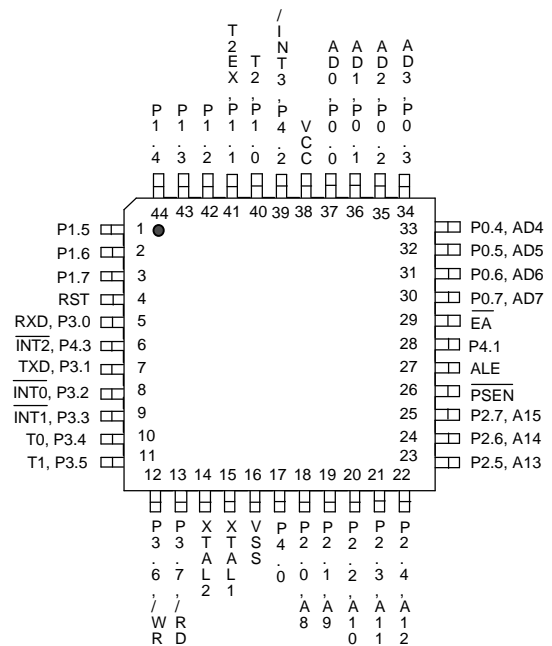 P1.4
P1.3
P1.2
T2EX,P1.1
T2,P1.0
/INT3,P4.2
VCC
AD0,P0.0
AD1,P0.1
AD2,P0.2
AD3,P0.3
44 43 42 41 40 39 38 37 36 35 34
P1.5 1
P1.6 2
P1.7 3
RST 4
RXD, P3.0 5
INT2, P4.3 6
TXD, P3.1 7
INT0, P3.2 8
INT1, P3.3 9
T0, P3.4 10
T1, P3.5 11
33 P0.4, AD4
32 P0.5, AD5
31 P0.6, AD6
30 P0.7, AD7
29 EA
28 P4.1
27 ALE
26 PSEN
25 P2.7, A15
24 P2.6, A14
23 P2.5, A13
12 13 14 15 16 17 18 19 20 21 22
P3.6,/WR
P3.7,/RD
XTAL2
XTAL1
VSS
P4.0
P2.0,A8
P2.1,A9
P2.2,A10
P2.3,A11
P2.4,A12